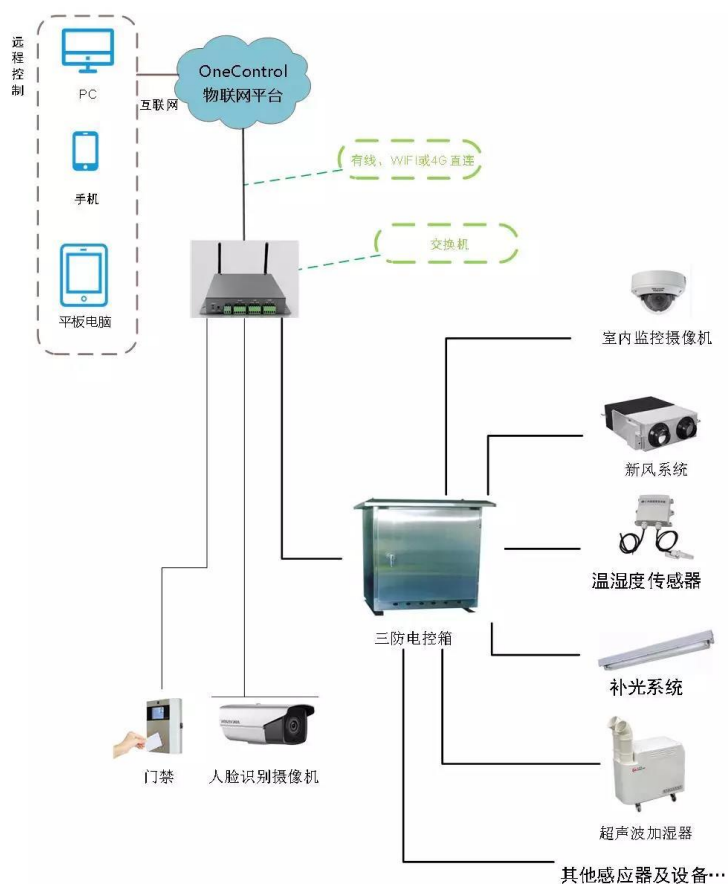 远程控制
PC
手机
平板电脑
互联网
OneControl
物联网平台
有线、WIFI或4G直连
交换机
室内监控摄像机
新风系统
温湿度传感器
三防电控箱
补光系统
门禁
人脸识别摄像机
超声波加湿器
其他感应器及设备…